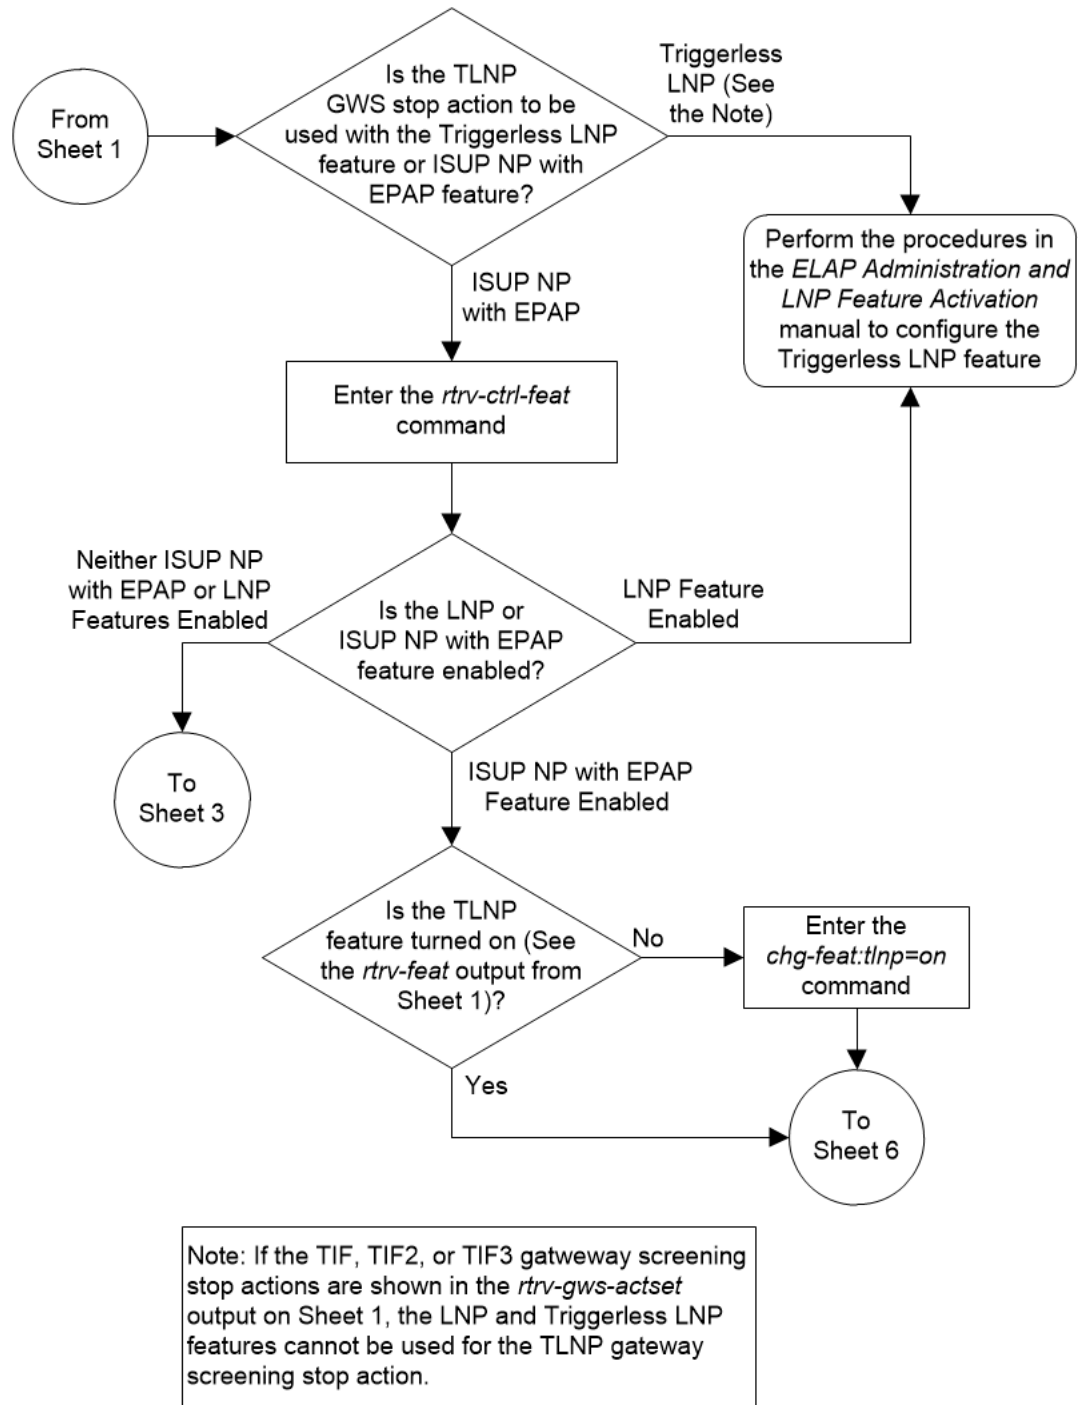 From
Sheet 1
Is the TLNP
GWS stop action to be
used with the Triggerless LNP
feature or ISUP NP with
EPAP feature?
Triggerless
LNP (See
the Note)
Perform the procedures in
the ELAP Administration and
LNP Feature Activation
manual to configure the
Triggerless LNP feature
ISUP NP
with EPAP
Enter the rtrv-ctrl-feat
command
Neither ISUP NP
with EPAP or LNP
Features Enabled
Is the LNP or
ISUP NP with EPAP
feature enabled?
LNP Feature
Enabled
To
Sheet 3
ISUP NP with EPAP
Feature Enabled
Is the TLNP
feature turned on (See
the rtrv-feat output from
Sheet 1)?
No
Enter the
chg-feat:tlnp=on
command
Yes
To
Sheet 6
Note: If the TIF, TIF2, or TIF3 gatweway screening
stop actions are shown in the rtrv-gws-actset
output on Sheet 1, the LNP and Triggerless LNP
features cannot be used for the TLNP gateway
screening stop action.